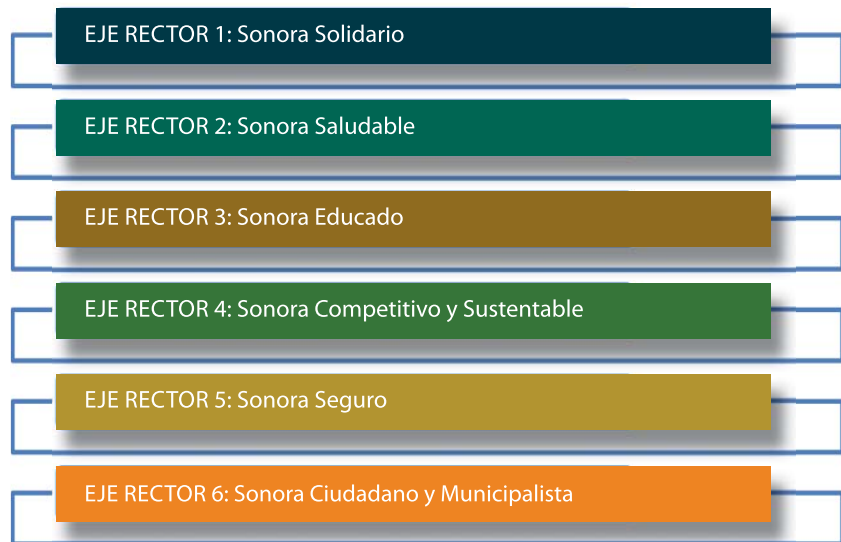 EJE RECTOR 1: Sonora Solidario
EJE RECTOR 2: Sonora Saludable
EJE RECTOR 3: Sonora Educado
EJE RECTOR 4: Sonora Competitivo y Sustentable
EJE RECTOR 5: Sonora Seguro
EJE RECTOR 6: Sonora Ciudadano y Municipalista